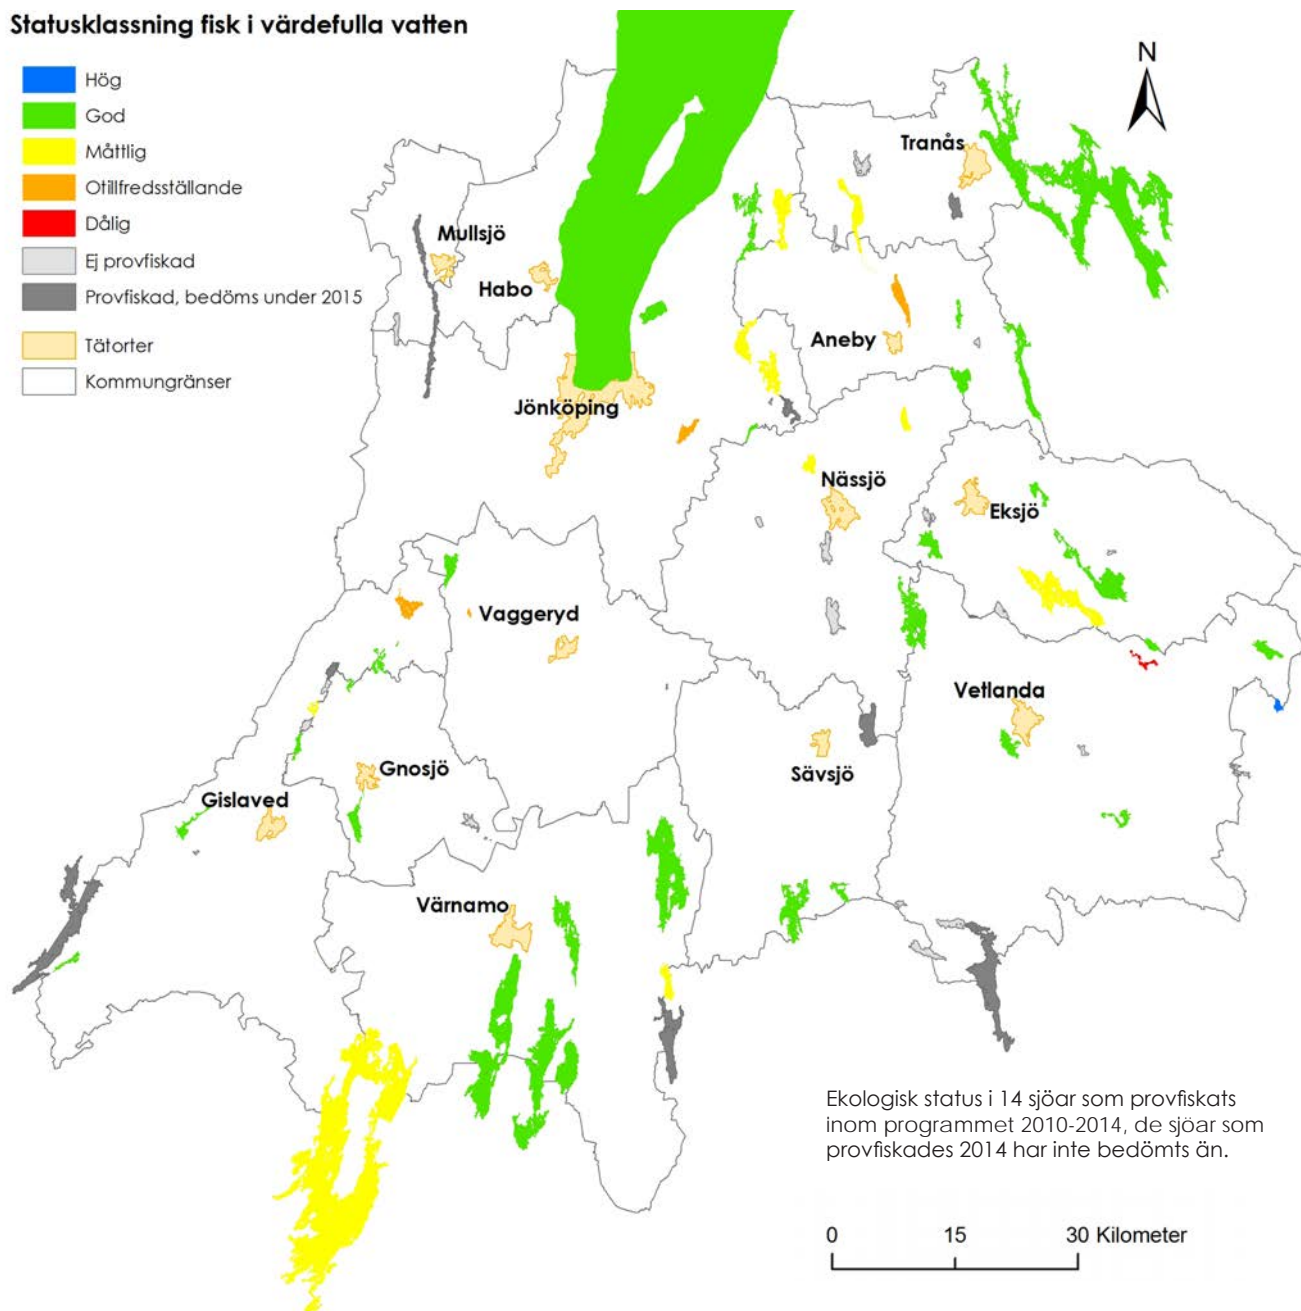 Statusklassning fisk i värdefulla vatten
Hög
God
Måttlig
Otillfredsställande
Dålig
Ej provfiskad
Provfiskad, bedöms under 2015
Tätorter
Kommungränser
N
Tranås
Mullsjö
Habo
Aneby
Jönköping
Nässjö
Eksjö
Vaggeryd
Vetlanda
Gnosjö
Sävsjö
Gislaved
Värnamo
Ekologisk status i 14 sjöar som provfiskats
inom programmet 2010-2014, de sjöar som
provfiskades 2014 har inte bedömts än.
0 15 30 Kilometer